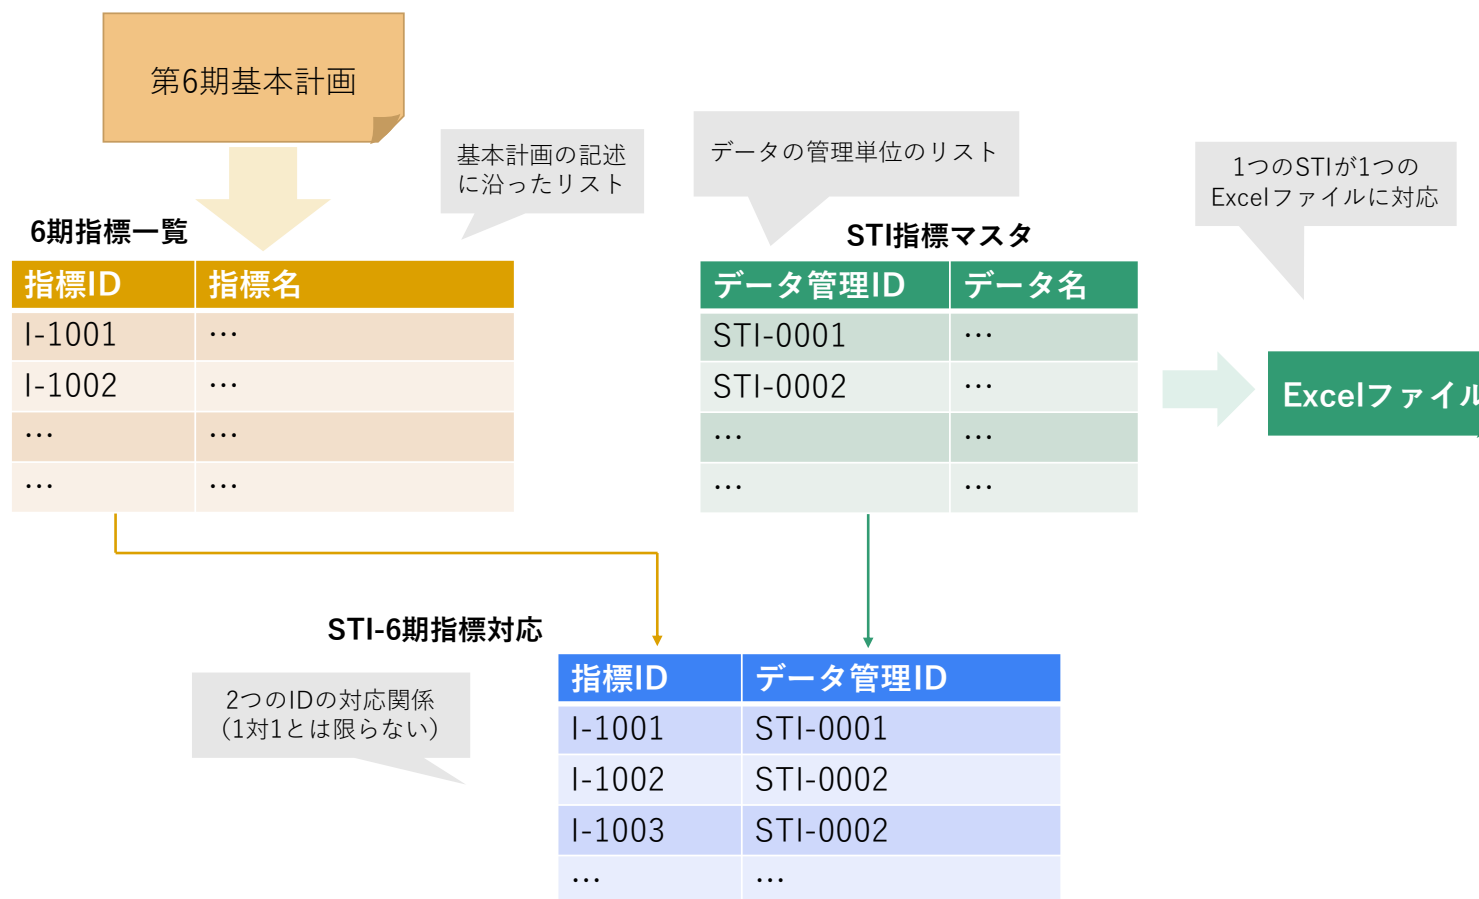 第6期基本計画
基本計画の記述
に沿ったリスト
データの管理単位のリスト
1つのSTIが1つの
Excelファイルに対応
6期指標一覧
指標ID 指標名
I-1001 …
I-1002 …
… …
… …
STI指標マスタ
データ管理ID データ名
STI-0001 …
STI-0002 …
… …
… …
Excelファイル
STI-6期指標対応
2つのIDの対応関係
（1対1とは限らない）
指標ID データ管理ID
I-1001 STI-0001
I-1002 STI-0002
I-1003 STI-0002
… …